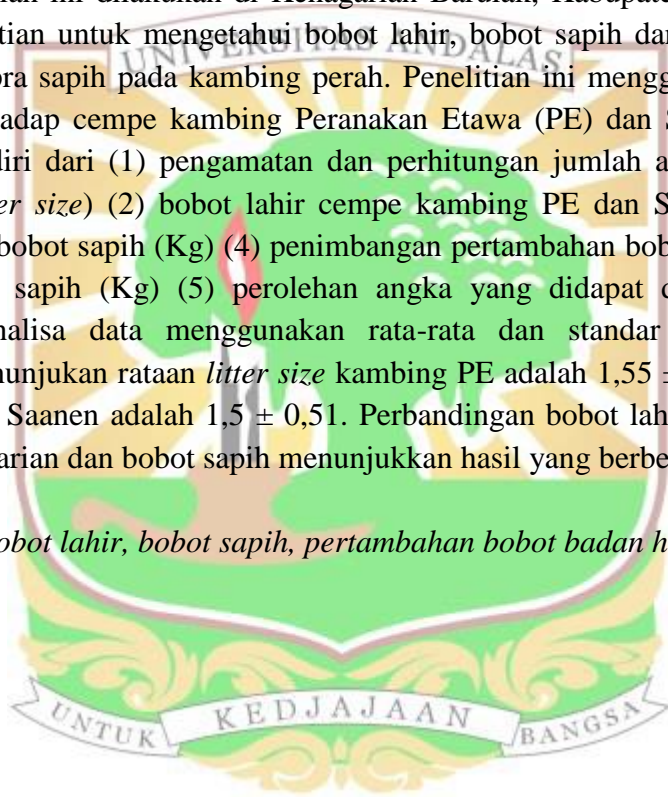 ian ini dilakukan di Kenagarian Barulak, Kabupate
UNIVERSITAS ANDALAS
tian untuk mengetahui bobot lahir, bobot sapih dar
ora sapih pada kambing perah. Penelitian ini mengg
adap cempe kambing Peranakan Etawa (PE) dan S
diri dari (1) pengamatan dan perhitungan jumlah a
er size) (2) bobot lahir cempe kambing PE dan S
bobot sapih (Kg) (4) penimbangan pertambahan bob
sapih (Kg) (5) perolehan angka yang didapat d
nalisa data menggunakan rata-rata dan standar
nunjukan rataan litter size kambing PE adalah 1,55 ±
Saanen adalah 1,5 ± 0,51. Perbandingan bobot lah
arian dan bobot sapih menunjukkan hasil yang berbe
obot lahir, bobot sapih, pertambahan bobot badan h
UNTUK KEDJAJAAN BANGSA